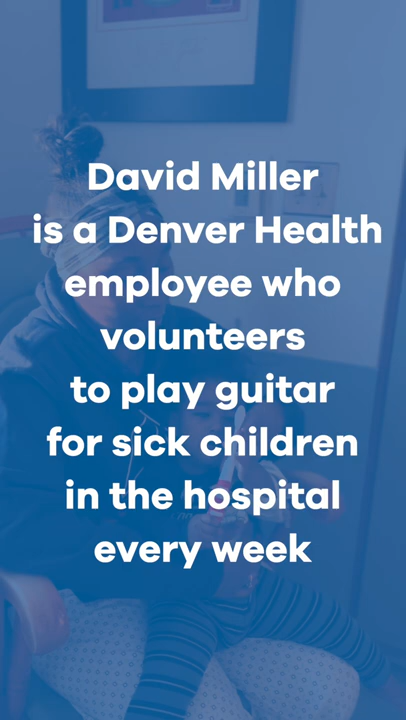 David Miller
is a Denver Health
employee who
volunteers
to play guitar
for sick children
in the hospital
every week